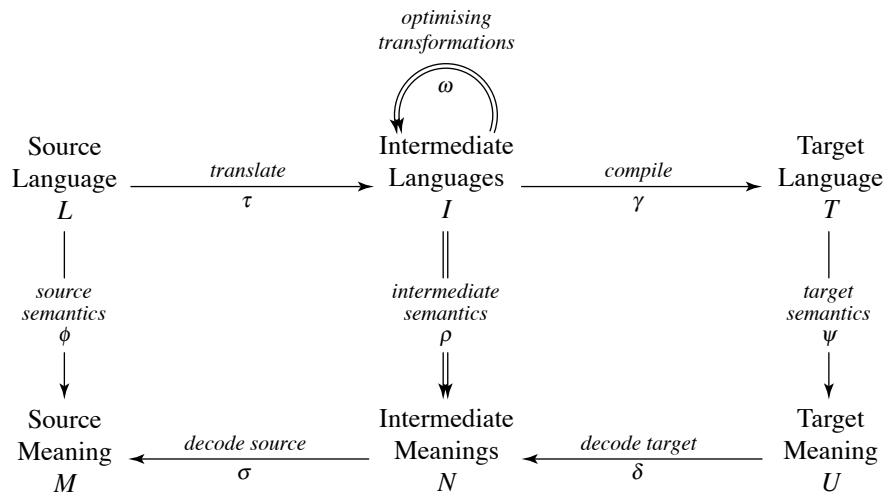 optimising
transformations
ω
Source
Language
L
translate
τ
Intermediate
Languages
I
compile
γ
Target
Language
T
source
semantics
ϕ
intermediate
semantics
ρ
target
semantics
ψ
Source
Meaning
M
decode source
σ
Intermediate
Meanings
N
decode target
δ
Target
Meaning
U